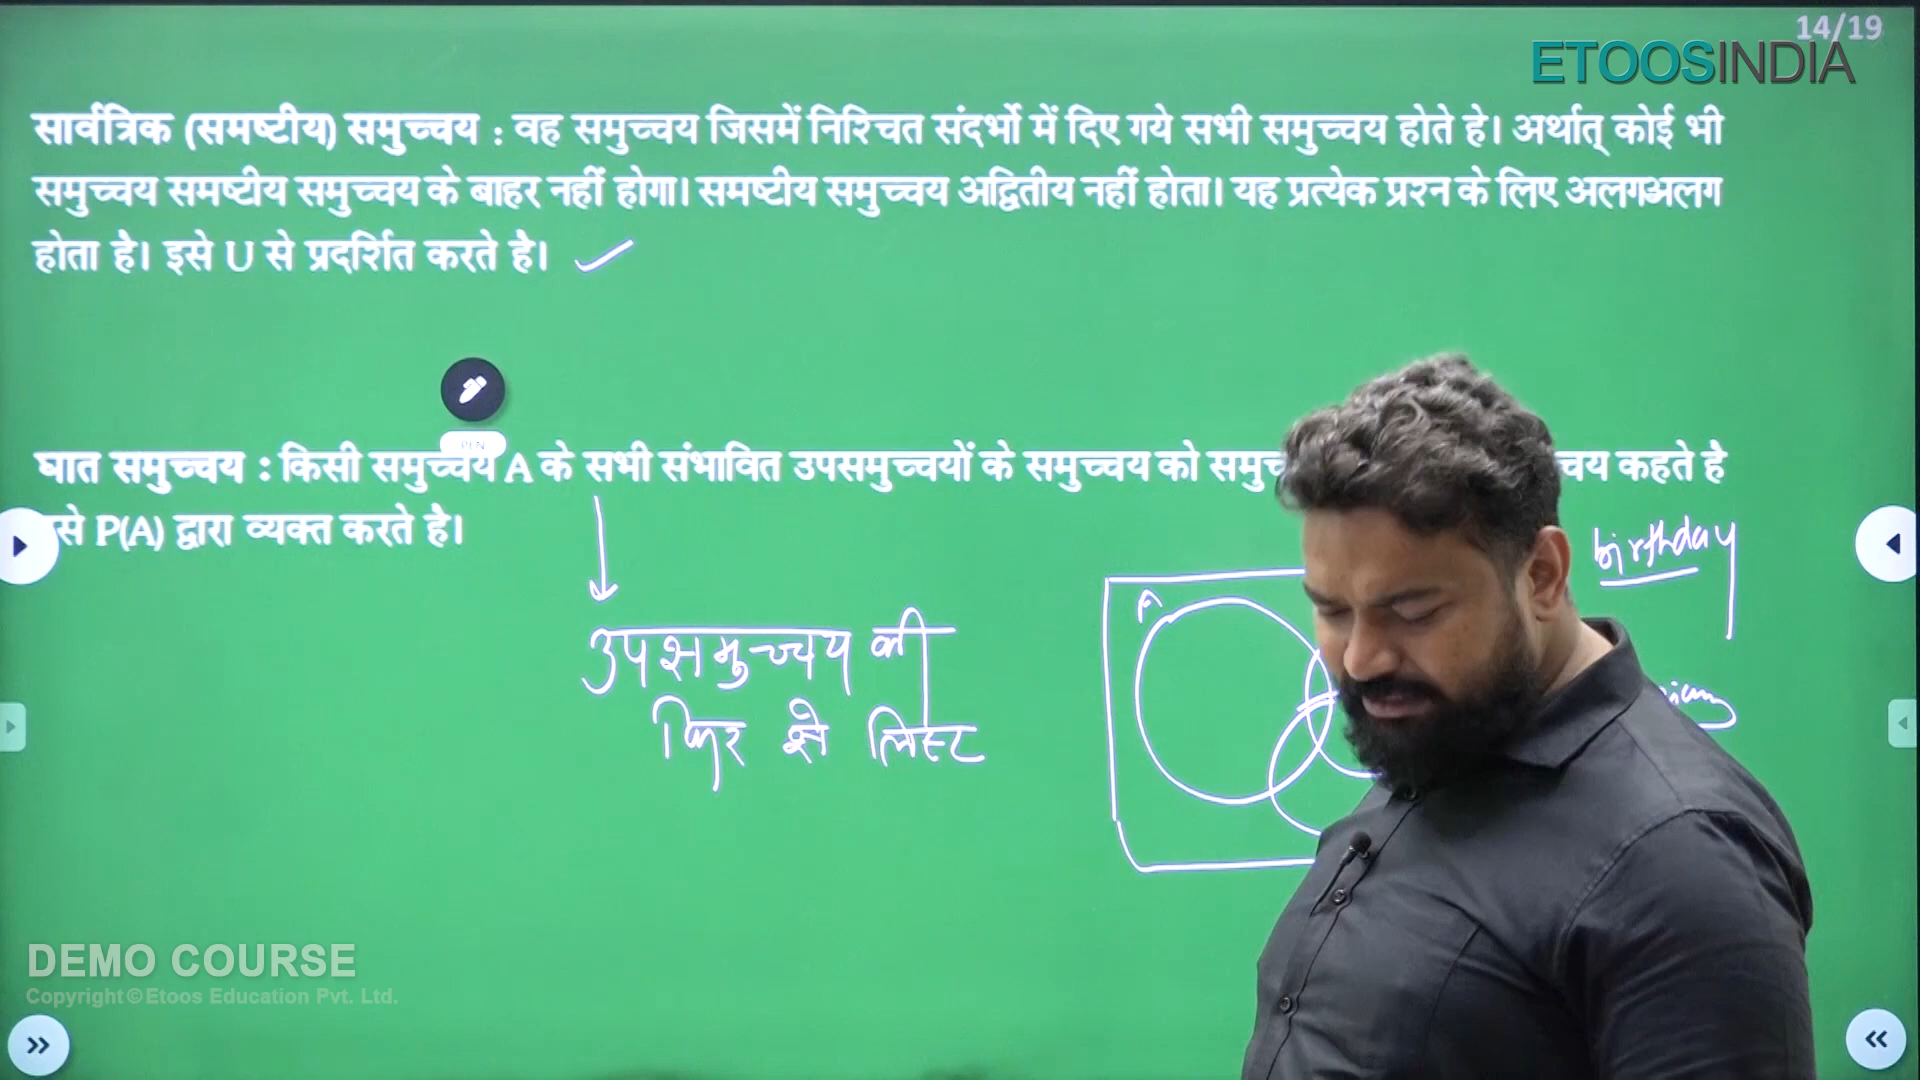 14/19
ETOOSINDIA
सार्वत्रिक (समष्टीय) समुच्चय : वह समुच्चय जिसमें निश्चित संदर्भो में दिए गये सभी समुच्चय होते हे। अर्थात् कोई भी
समुच्चय समष्टीय समुच्चय के बाहर नहीं होगा। समष्टीय समुच्चय अद्वितीय नहीं होता। यह प्रत्येक प्रश्न के लिए अलगअलग
होता है। इसे U से प्रदर्शित करते है।
PEN
घात समुच्चय : किसी समुच्चय A के सभी संभावित उपसमुच्चयों के समुच्चय को चय कहते है
से P(A) द्वारा व्यक्त करते है।
birthday
A
उपसमुच्चय की
फिर से लिस्ट
DEMO COURSE
Copyright © Etoos Education Pvt. Ltd.